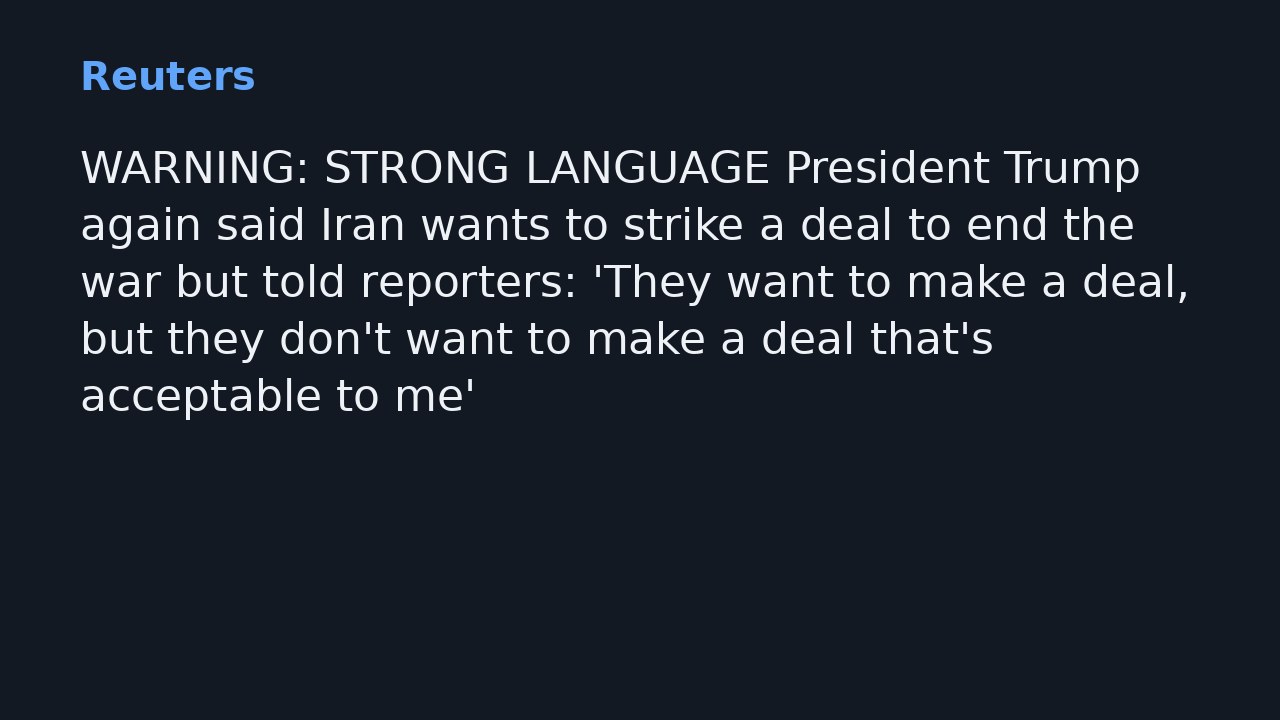 Reuters
WARNING: STRONG LANGUAGE President Trump
again said Iran wants to strike a deal to end the
war but told reporters: 'They want to make a deal,
but they don't want to make a deal that's
acceptable to me'